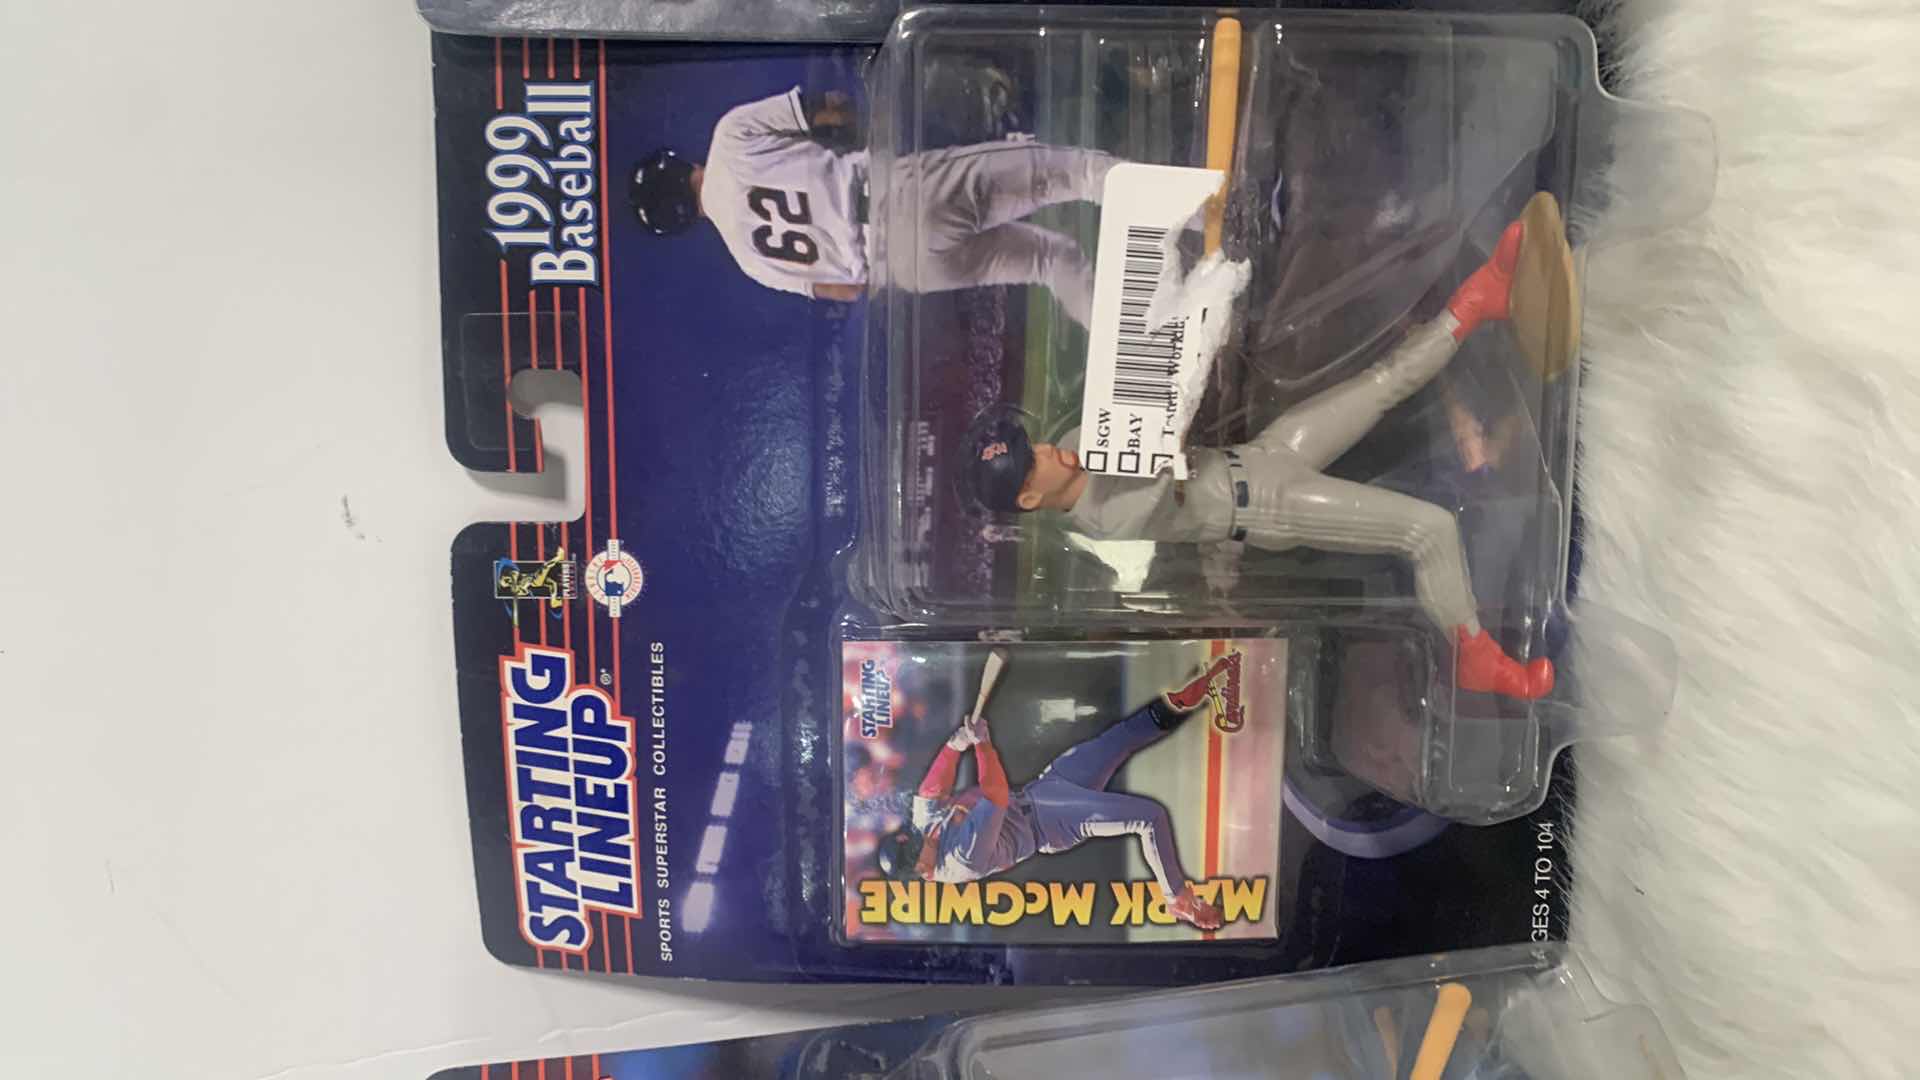 STARTING
LINEUP®*
SPORTS SUPERSTAR COLLECTIBLES
1999
Baseball
PLAYERS
62
STARTING
LINEUP
Cardinals
MARK McGWIRE
SGW
BAY
GES 4 TO 104